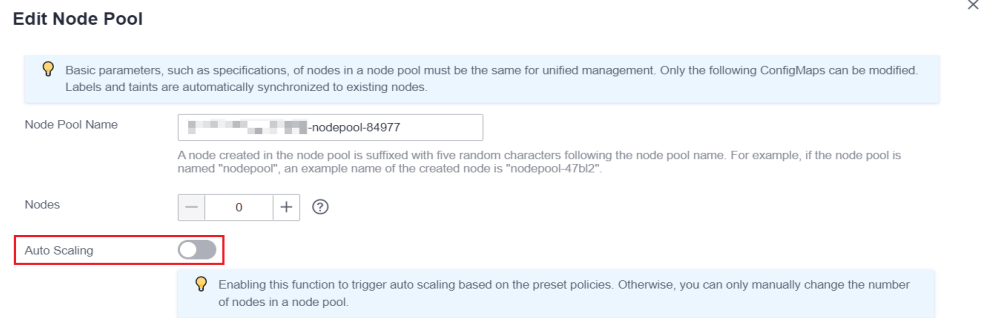 Edit Node Pool
Basic parameters, such as specifications, of nodes in a node pool must be the same for unified management. Only the following ConfigMaps can be modified.
Labels and taints are automatically synchronized to existing nodes.
Node Pool Name
-nodepool-84977
A node created in the node pool is suffixed with five random characters following the node pool name. For example, if the node pool is
named "nodepool", an example name of the created node is "nodepool-47bl2".
Nodes
0
Auto Scaling
Enabling this function to trigger auto scaling based on the preset policies. Otherwise, you can only manually change the number
of nodes in a node pool.